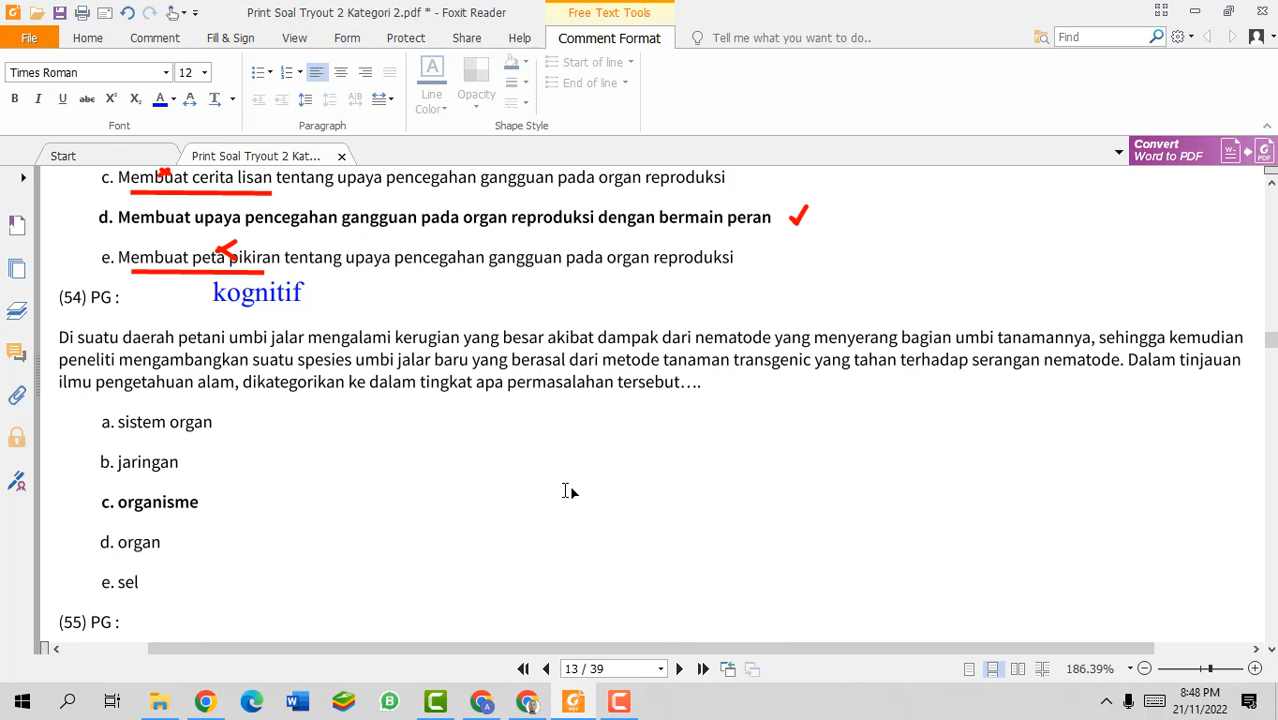 Print Soal Tryout 2 Kategori 2.pdf * - Foxit Reader
Free Text Tools
File Home Comment Fill & Sign View Form Protect Share Help Comment Format Tell me what you want to do.. Find
Times Roman 12
Start of line
End of line
Line Color
Opacity
Font Paragraph Shape Style
Start
Print Soal Tryout 2 Kat...
Convert Word to PDF
c. Membuat cerita lisan tentang upaya pencegahan gangguan pada organ reproduksi
d. Membuat upaya pencegahan gangguan pada organ reproduksi dengan bermain peran
e. Membuat peta pikiran tentang upaya pencegahan gangguan pada organ reproduksi
kognitif
(54) PG :
Di suatu daerah petani umbi jalar mengalami kerugian yang besar akibat dampak dari nematode yang menyerang bagian umbi tanamannya, sehingga kemudian
peneliti mengambangkan suatu spesies umbi jalar baru yang berasal dari metode tanaman transgenic yang tahan terhadap serangan nematode. Dalam tinjauan
ilmu pengetahuan alam, dikategorikan ke dalam tingkat apa permasalahan tersebut….
a. sistem organ
b. jaringan
c. organisme
d. organ
e. sel
(55) PG :
13 / 39
186.39%
8:48 PM
21/11/2022